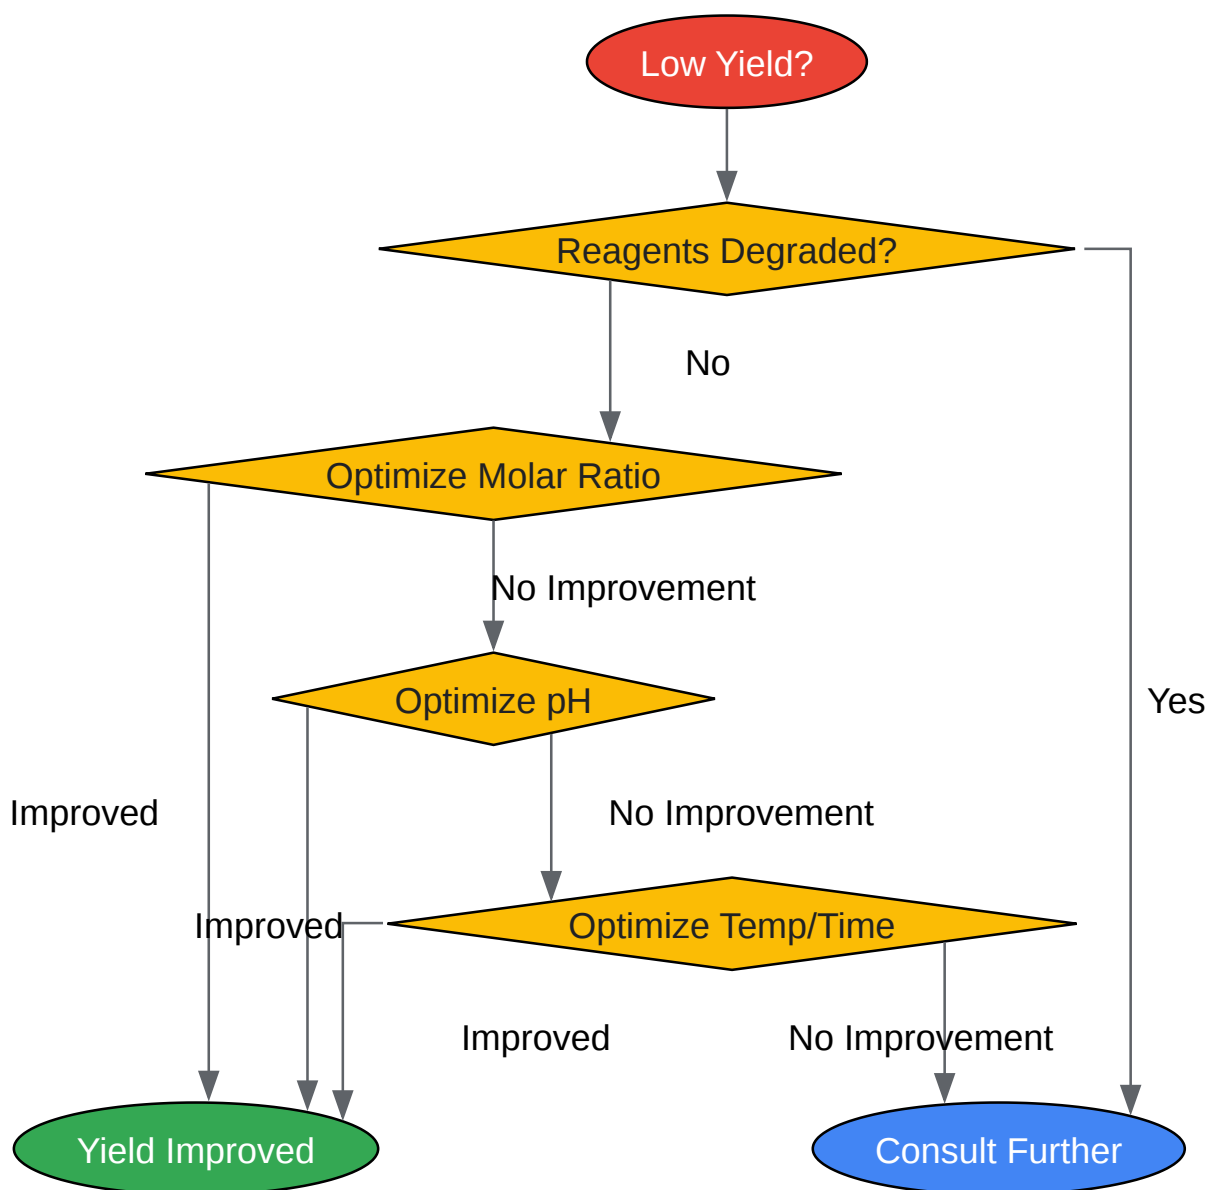 Low Yield?
Reagents Degraded?
No
Optimize Molar Ratio
No Improvement
Optimize pH
Yes
Improved
No Improvement
Improved
Optimize Temp/Time
Improved
No Improvement
Yield Improved
Consult Further